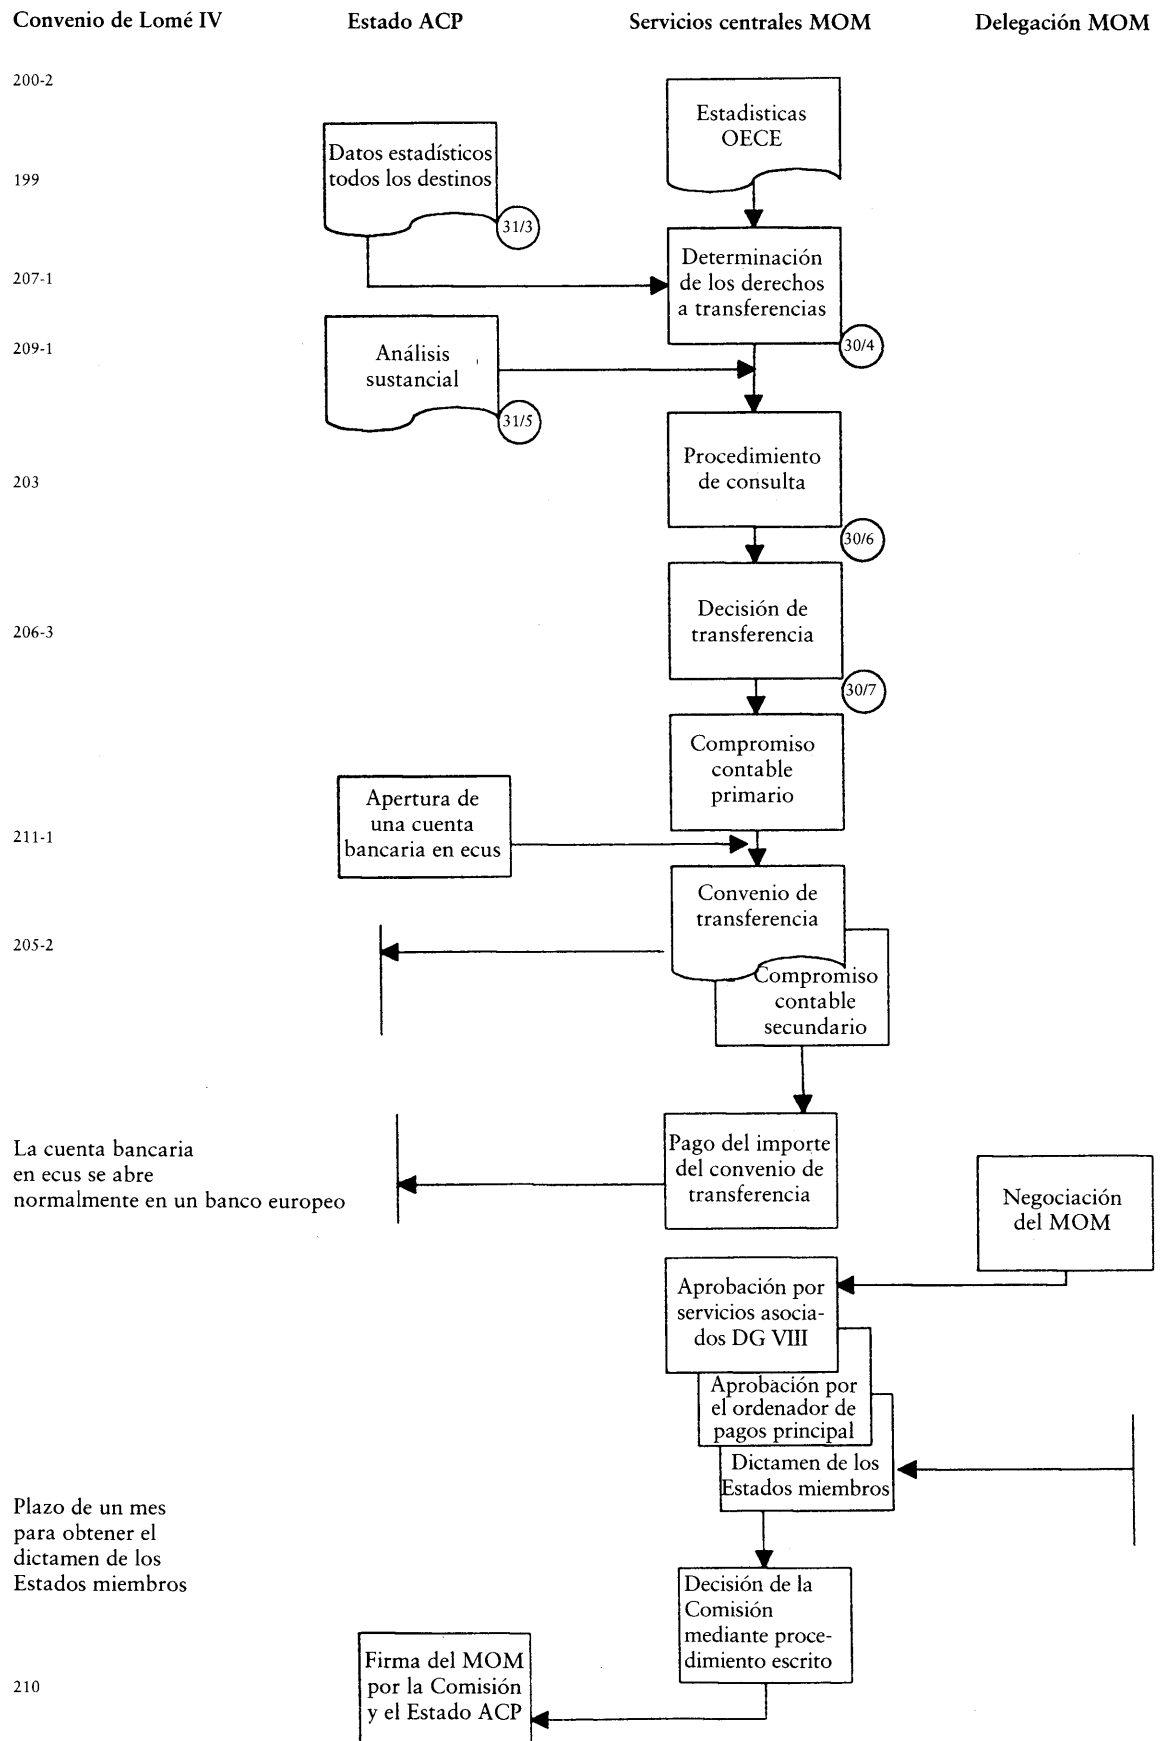 Convenio de Lomé IV
Estado ACP
Servicios centrales MOM
Delegación MOM
200-2
Estadisticas
OECE
Datos estadísticos
todos los destinos
199
31/3
207-1
Determinación
de los derechos
a transferencias
30/4
209-1
Análisis
sustancial
31/5
203
Procedimiento
de consulta
30/6
206-3
Decisión de
transferencia
30/7
Compromiso
contable
primario
Apertura de
una cuenta
bancaria en ecus
211-1
Convenio de
transferencia
205-2
Compromiso
contable
secundario
La cuenta bancaria
en ecus se abre
normalmente en un banco europeo
Pago del importe
del convenio de
transferencia
Negociación
del MOM
Aprobación por
servicios asocia-
dos DG VIII
Aprobación por
el ordenador de
pagos principal
Dictamen de los
Estados miembros
Plazo de un mes
para obtener el
dictamen de los
Estados miembros
Decisión de la
Comisión
mediante proce-
dimiento escrito
210
Firma del MOM
por la Comisión
y el Estado ACP